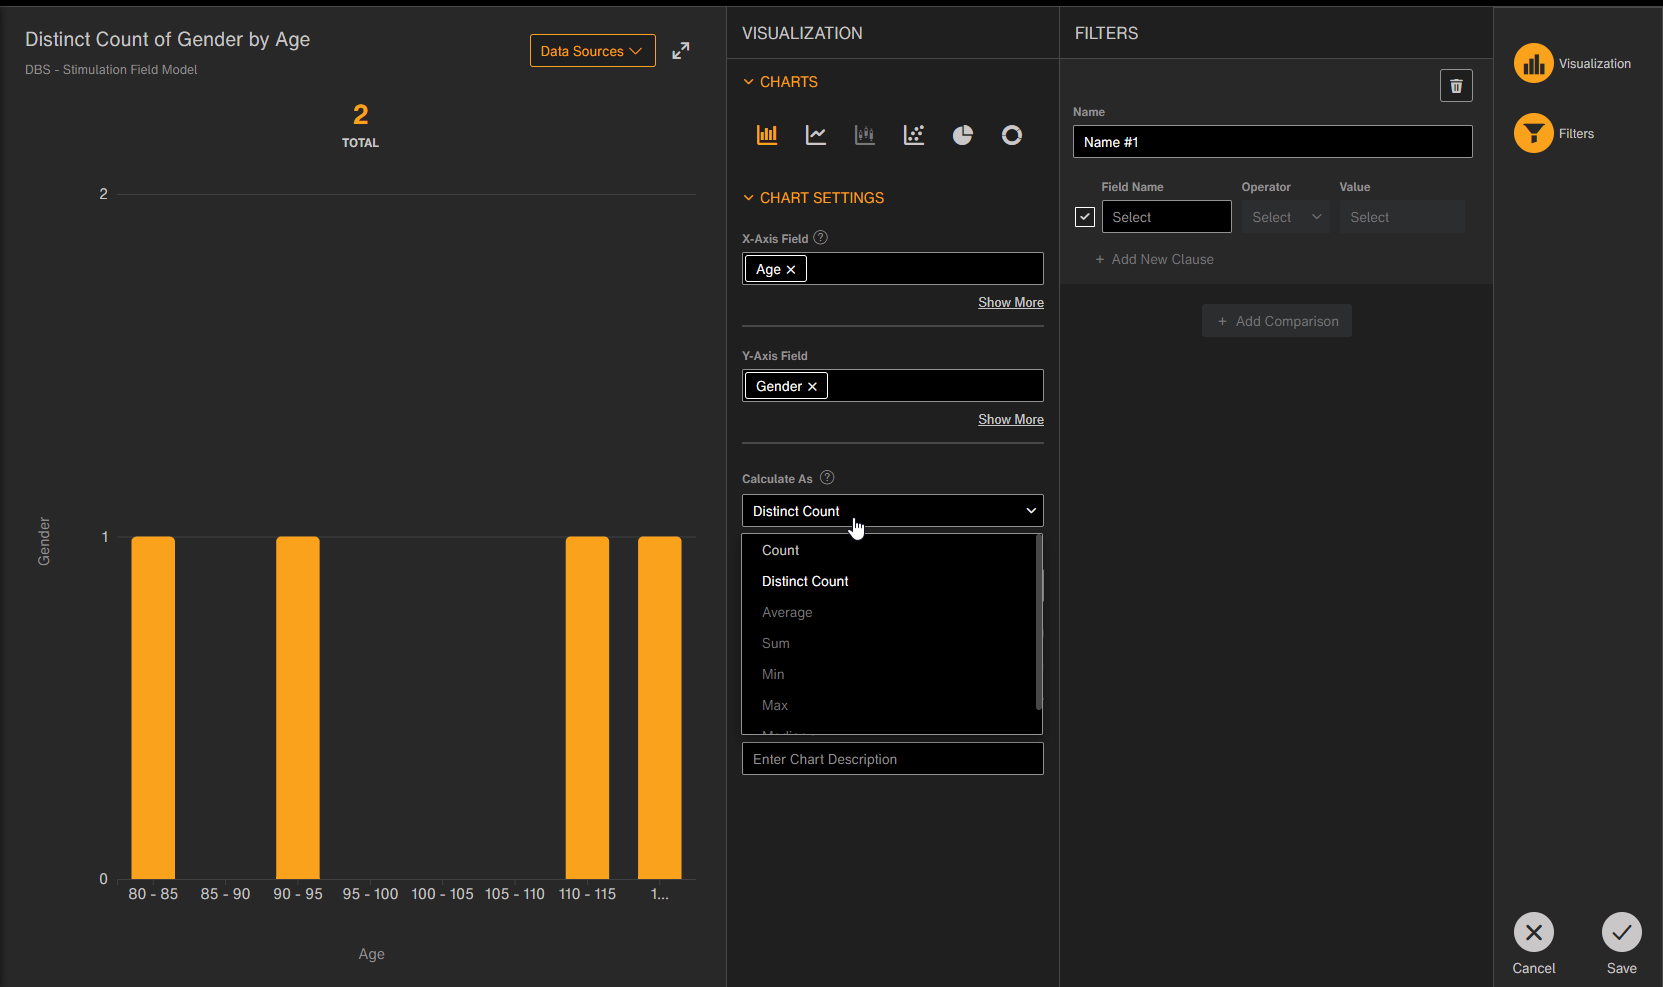 Distinct Count of Gender by Age
DBS - Stimulation Field Model
Data Sources
2
TOTAL
2
1
0
Gender
80 - 85
85 - 90
90 - 95
95 - 100
100 - 105
105 - 110
110 - 115
1...
Age
VISUALIZATION
CHARTS
CHART SETTINGS
X-Axis Field
Age
Show More
Y-Axis Field
Gender
Show More
Calculate As
Distinct Count
Count
Distinct Count
Average
Sum
Min
Max
Enter Chart Description
FILTERS
Name
Name #1
Field Name Operator Value
Select Select Select
+ Add New Clause
+ Add Comparison
Visualization
Filters
Cancel
Save